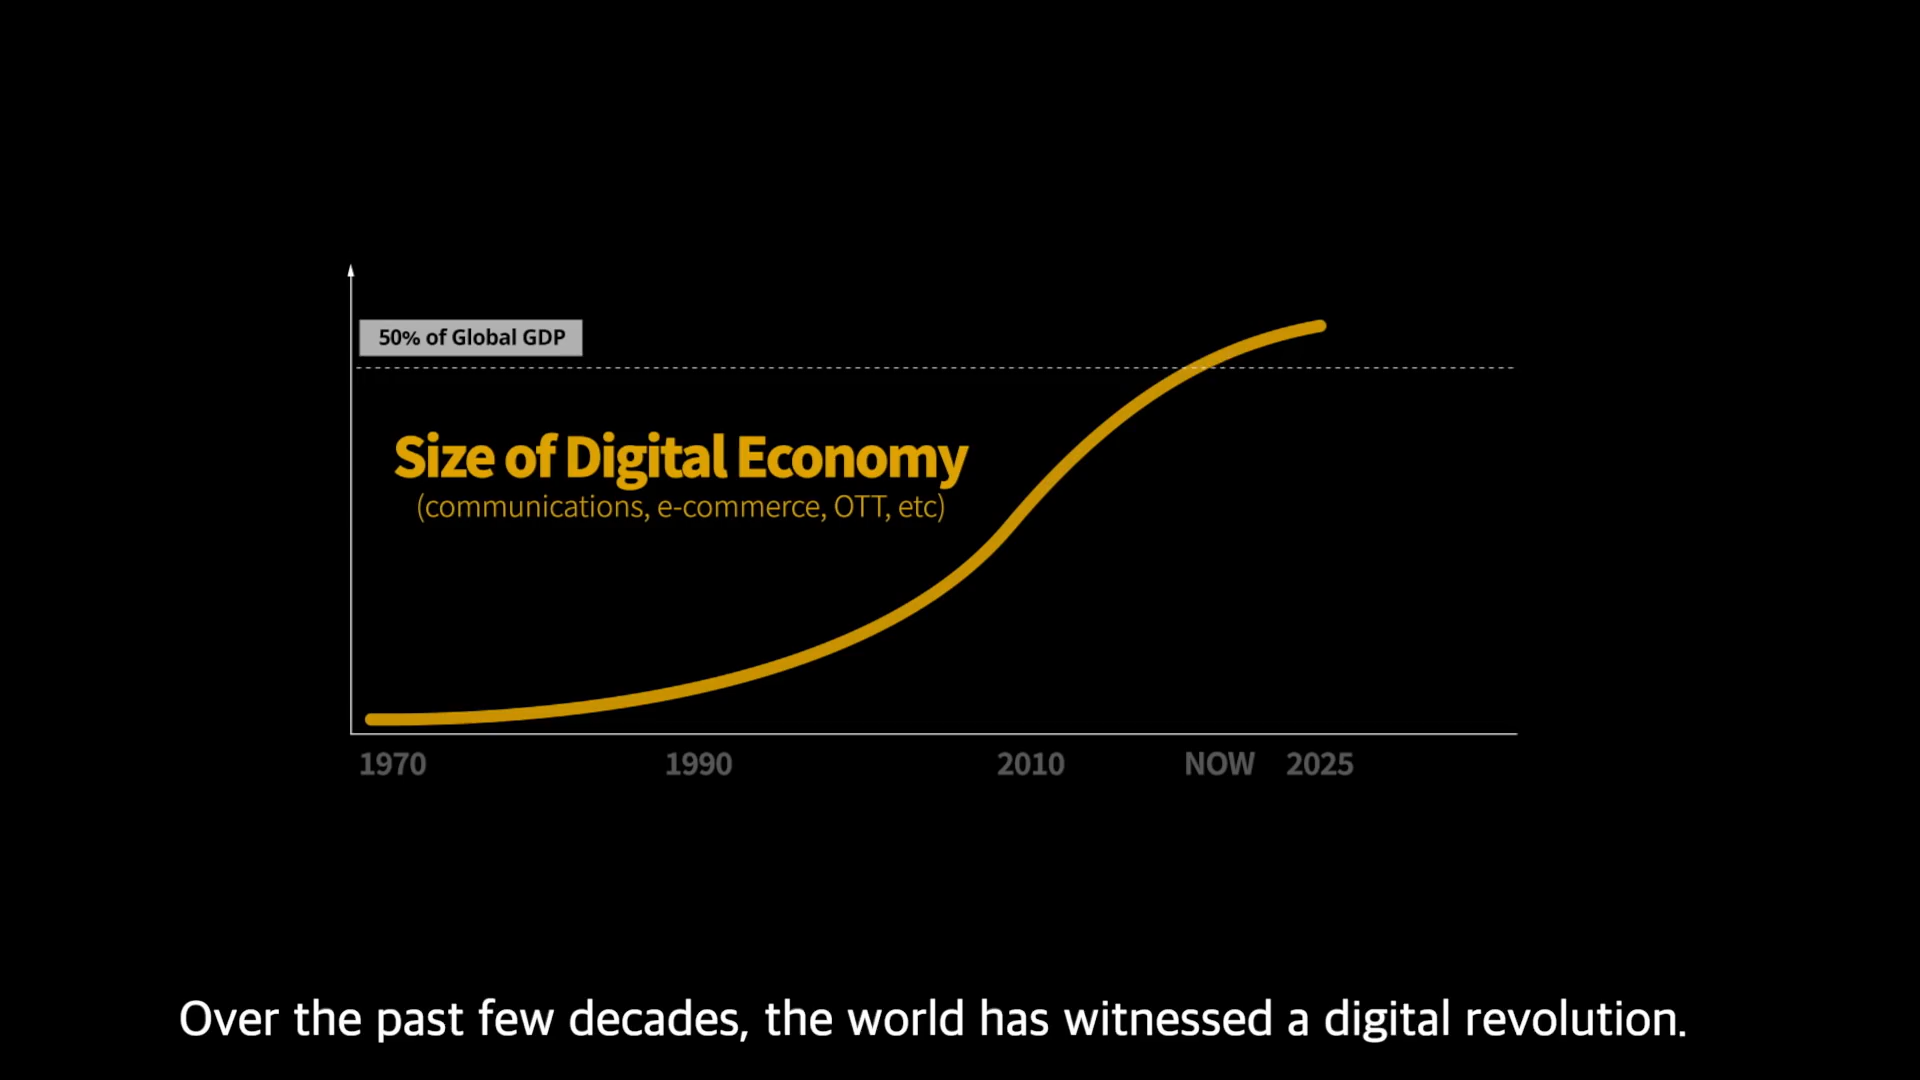 50% of Global GDP
Size of Digital Economy
(communications, e-commerce, OTT, etc)
1970 1990 2010 NOW 2025
Over the past few decades, the world has witnessed a digital revolution.